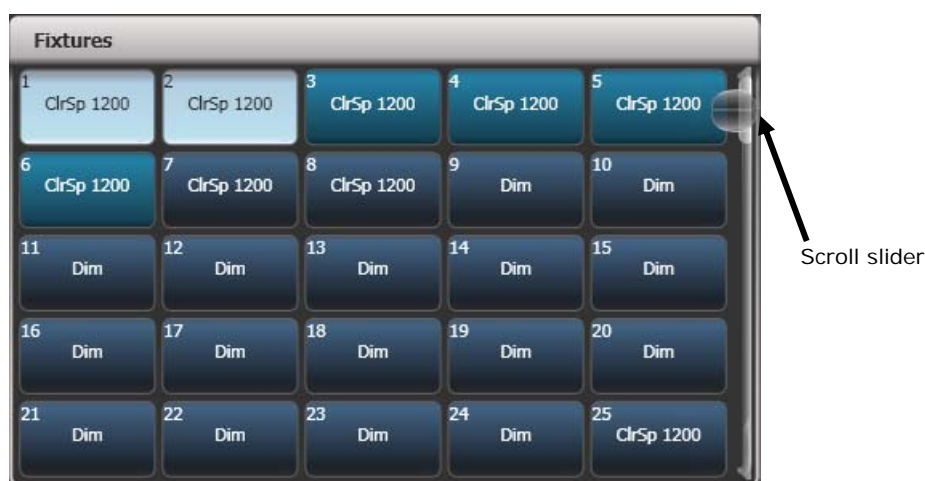 Fixtures
1 ClrSp 1200
2 ClrSp 1200
3 ClrSp 1200
4 ClrSp 1200
5 ClrSp 1200
6 ClrSp 1200
7 ClrSp 1200
8 ClrSp 1200
9 Dim
10 Dim
11 Dim
12 Dim
13 Dim
14 Dim
15 Dim
16 Dim
17 Dim
18 Dim
19 Dim
20 Dim
21 Dim
22 Dim
23 Dim
24 Dim
25 ClrSp 1200
Scroll slider